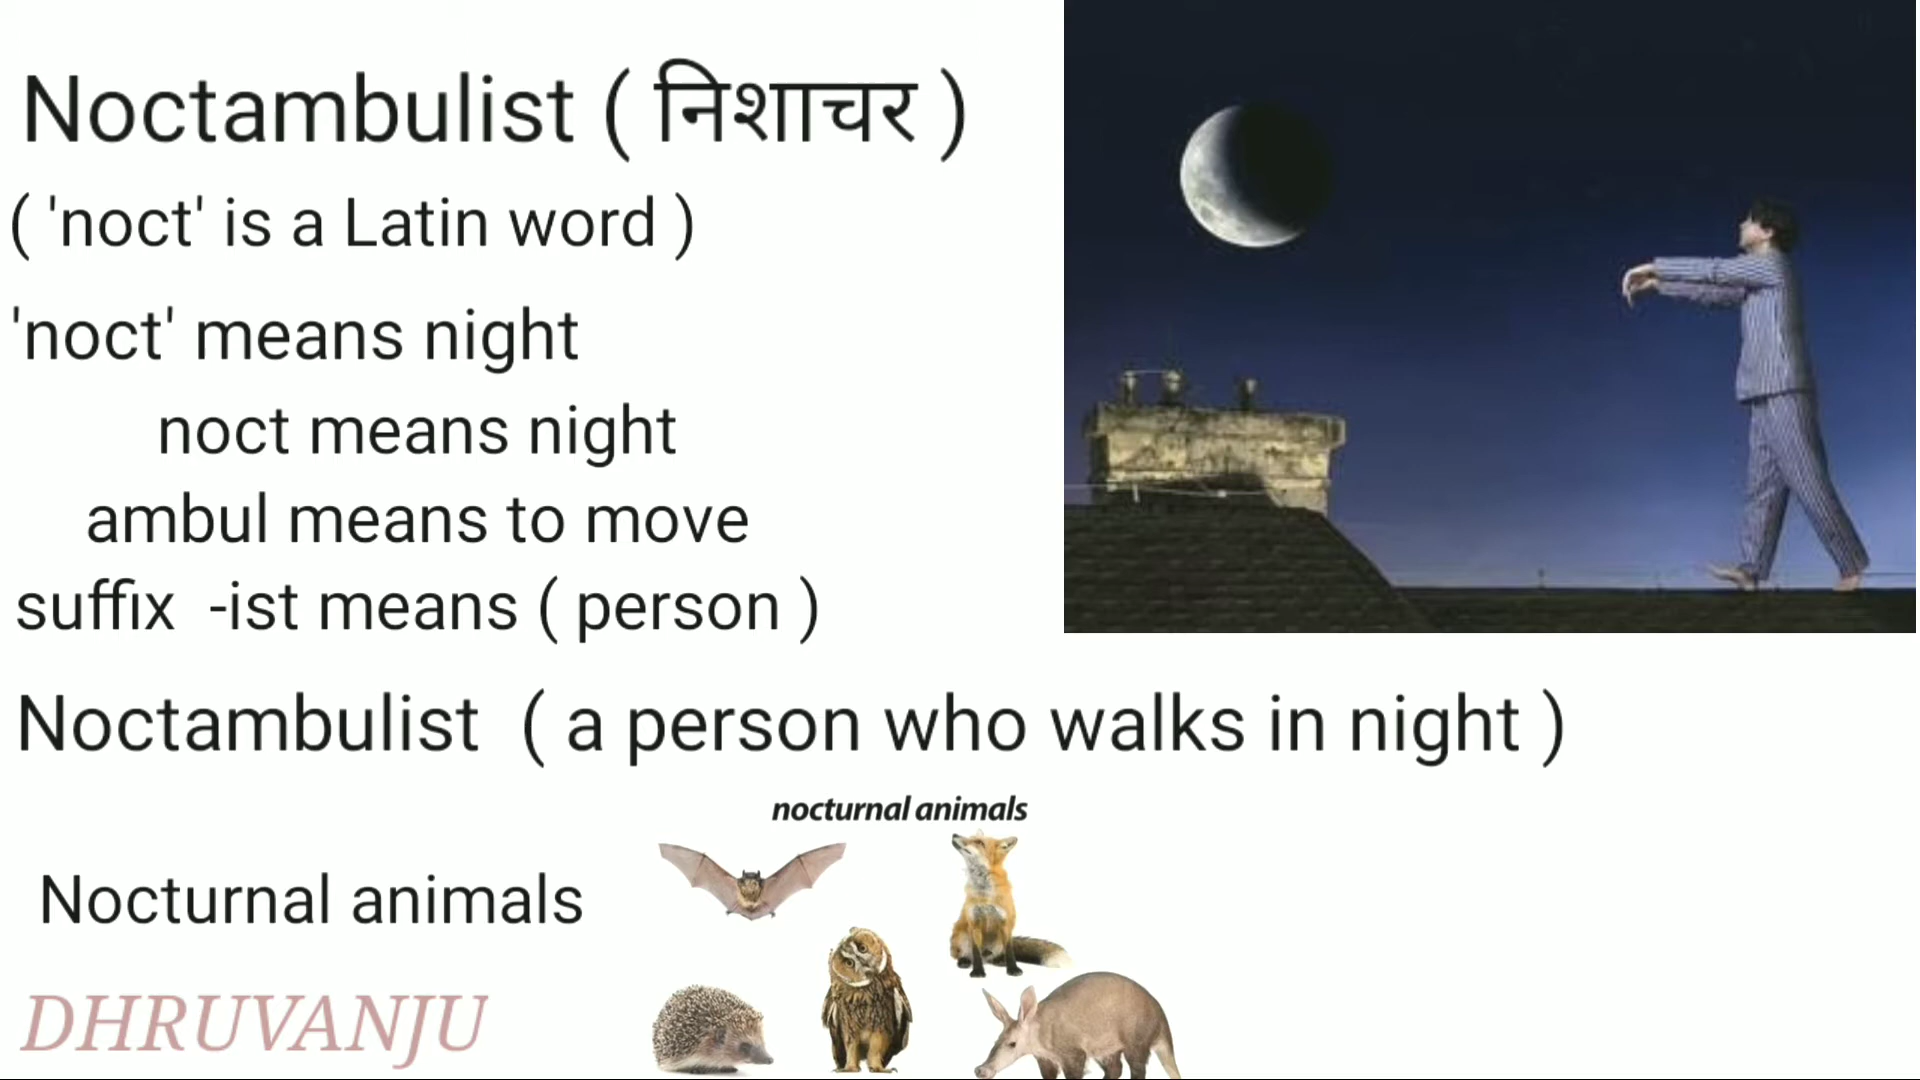 Noctambulist ( निशाचर )
( 'noct' is a Latin word )
'noct' means night
noct means night
ambul means to move
suffix -ist means ( person )
Noctambulist ( a person who walks in night )
nocturnal animals
Nocturnal animals
DHRUVANJU